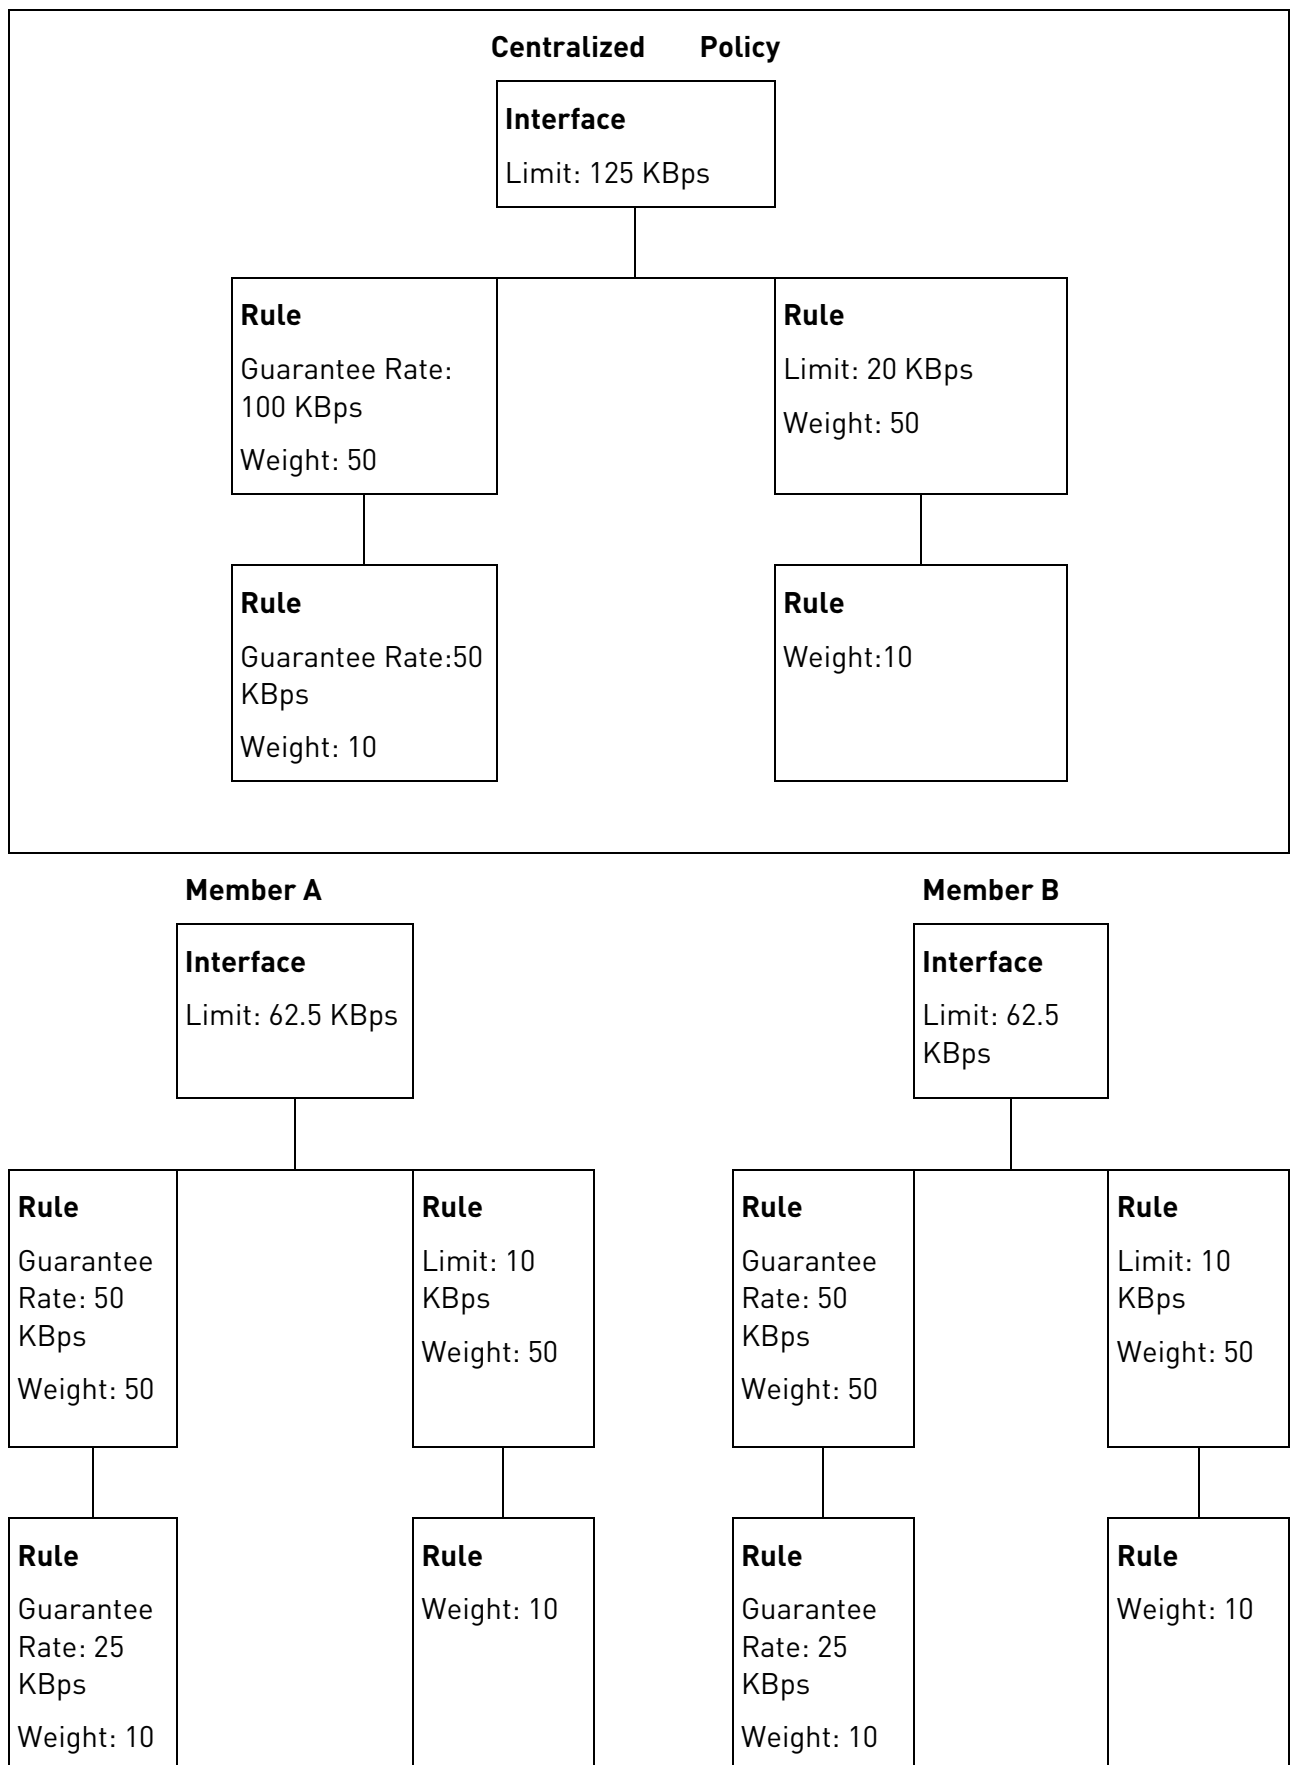 Centralized Policy
Interface
Limit: 125 KBps
Rule
Guarantee Rate:
100 KBps
Weight: 50
Rule
Limit: 20 KBps
Weight: 50
Rule
Guarantee Rate:50
KBps
Weight: 10
Rule
Weight:10
Member A
Interface
Limit: 62.5 KBps
Rule
Guarantee
Rate: 50
KBps
Weight: 50
Rule
Limit: 10
KBps
Weight: 50
Rule
Guarantee
Rate: 25
KBps
Weight: 10
Rule
Weight: 10
Member B
Interface
Limit: 62.5
KBps
Rule
Guarantee
Rate: 50
KBps
Weight: 50
Rule
Limit: 10
KBps
Weight: 50
Rule
Guarantee
Rate: 25
KBps
Weight: 10
Rule
Weight: 10